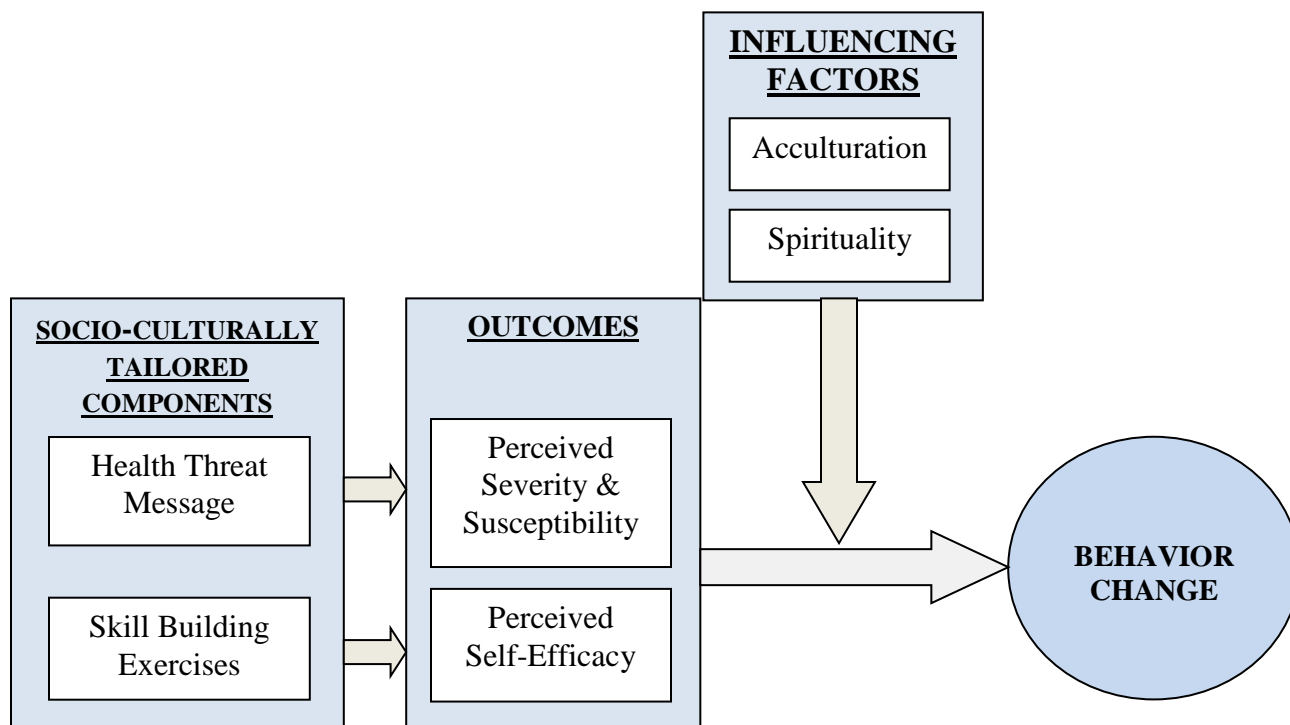 INFLUENCING
FACTORS
Acculturation
Spirituality
SOCIO-CULTURALLY
TAILORED
COMPONENTS
Health Threat
Message
Skill Building
Exercises
OUTCOMES
Perceived
Severity &
Susceptibility
Perceived
Self-Efficacy
BEHAVIOR
CHANGE